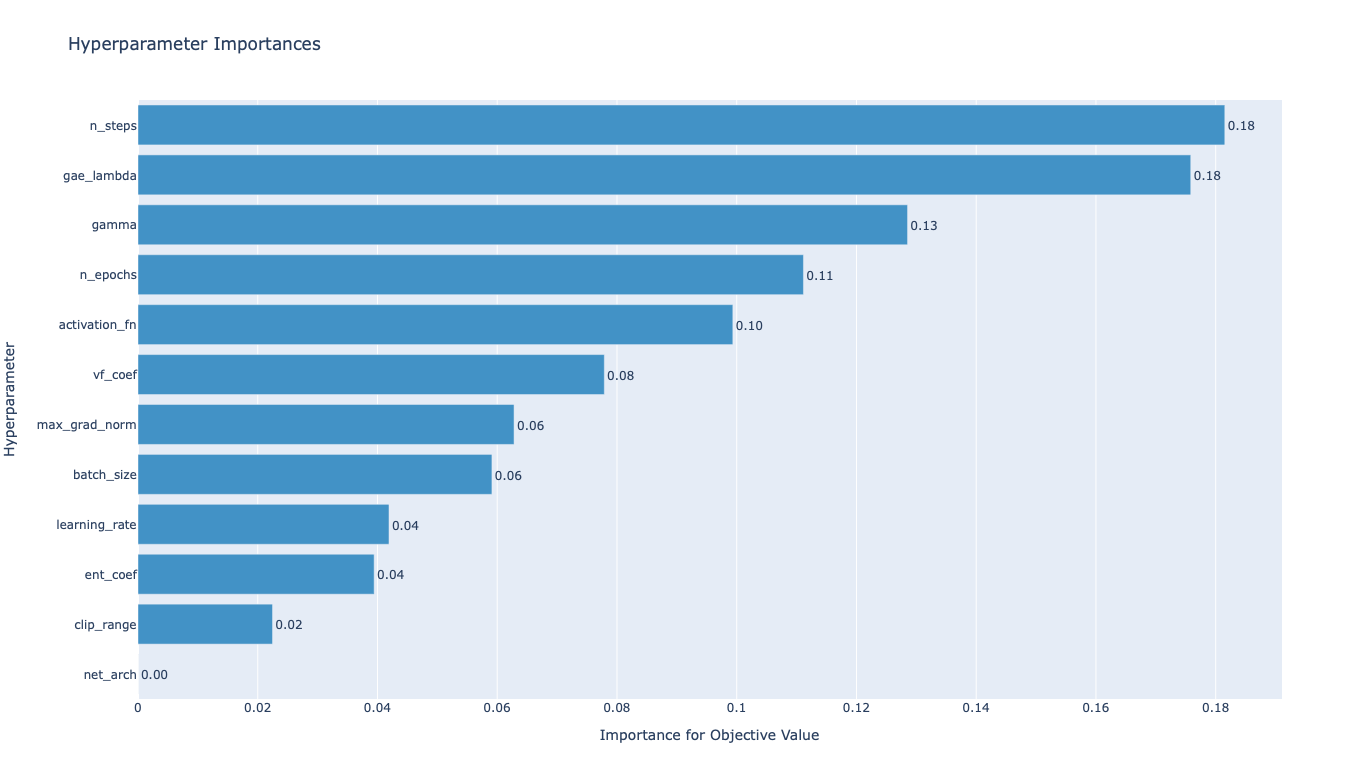 Hyperparameter Importances
Hyperparameter
n_steps 0.18
gae_lambda 0.18
gamma 0.13
n_epochs 0.11
activation_fn 0.10
vf_coef 0.08
max_grad_norm 0.06
batch_size 0.06
learning_rate 0.04
ent_coef 0.04
clip_range 0.02
net_arch 0.00
0 0.02 0.04 0.06 0.08 0.1 0.12 0.14 0.16 0.18
Importance for Objective Value